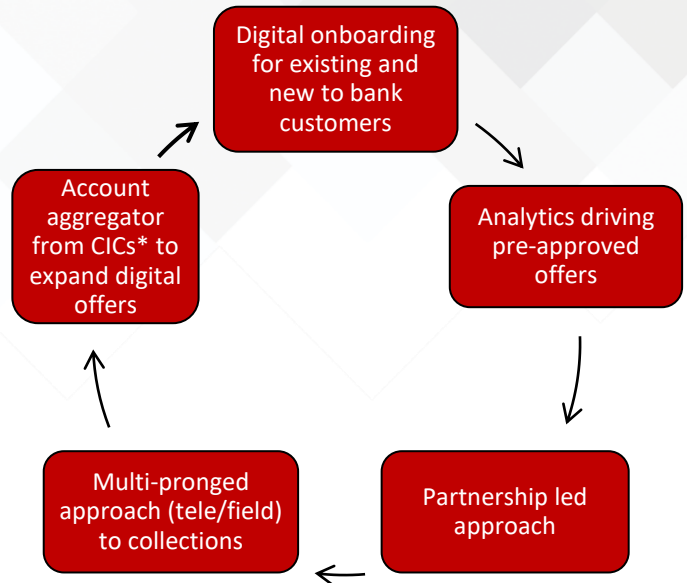 Digital onboarding
for existing and
new to bank
customers
Analytics driving
pre-approved
offers
Partnership led
approach
Multi-pronged
approach (tele/field)
to collections
Account
aggregator
from CICs* to
expand digital
offers